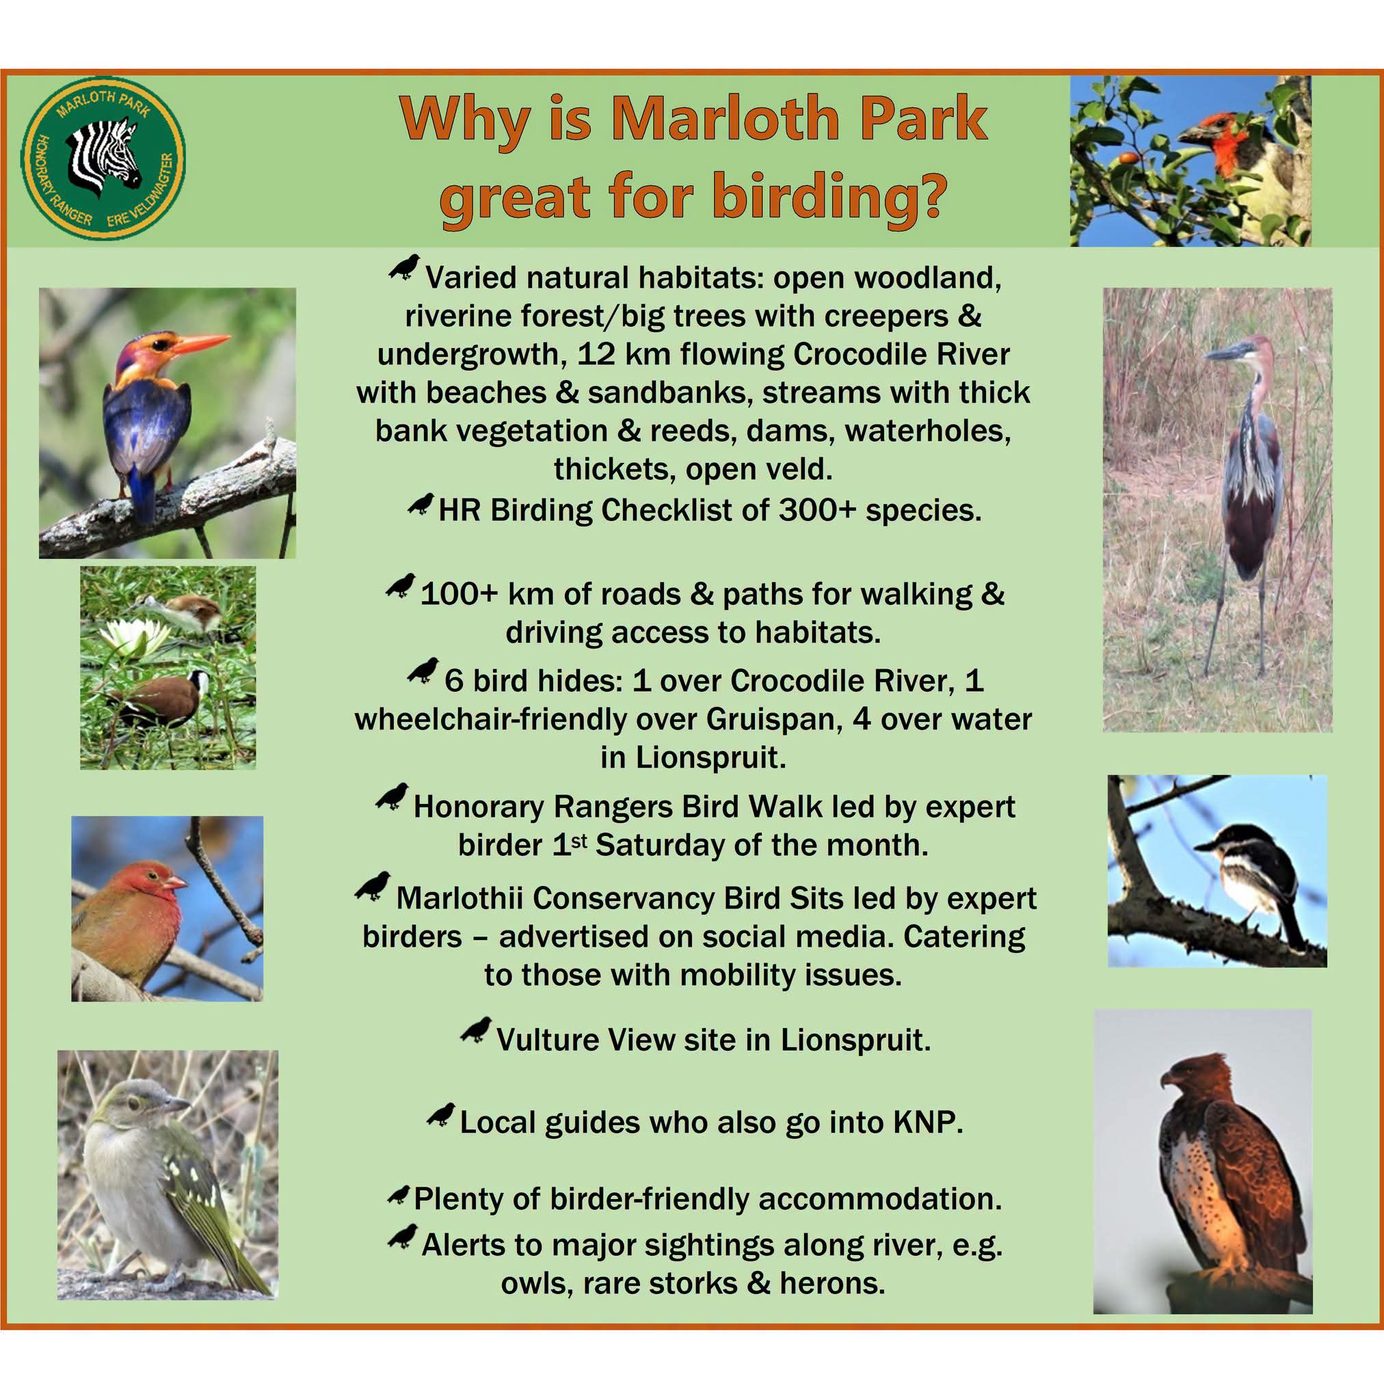 MARLOTH PARK
HONORARY RANGER
ERE VELDWAGTER
Why is Marloth Park
great for birding?
Varied natural habitats: open woodland,
riverine forest/big trees with creepers &
undergrowth, 12 km flowing Crocodile River
with beaches & sandbanks, streams with thick
bank vegetation & reeds, dams, waterholes,
thickets, open veld.
HR Birding Checklist of 300+ species.
100+ km of roads & paths for walking &
driving access to habitats.
6 bird hides: 1 over Crocodile River, 1
wheelchair-friendly over Gruispan, 4 over water
in Lionspruit.
Honorary Rangers Bird Walk led by expert
birder 1st Saturday of the month.
Marlothii Conservancy Bird Sits led by expert
birders – advertised on social media. Catering
to those with mobility issues.
Vulture View site in Lionspruit.
Local guides who also go into KNP.
Plenty of birder-friendly accommodation.
Alerts to major sightings along river, e.g.
owls, rare storks & herons.